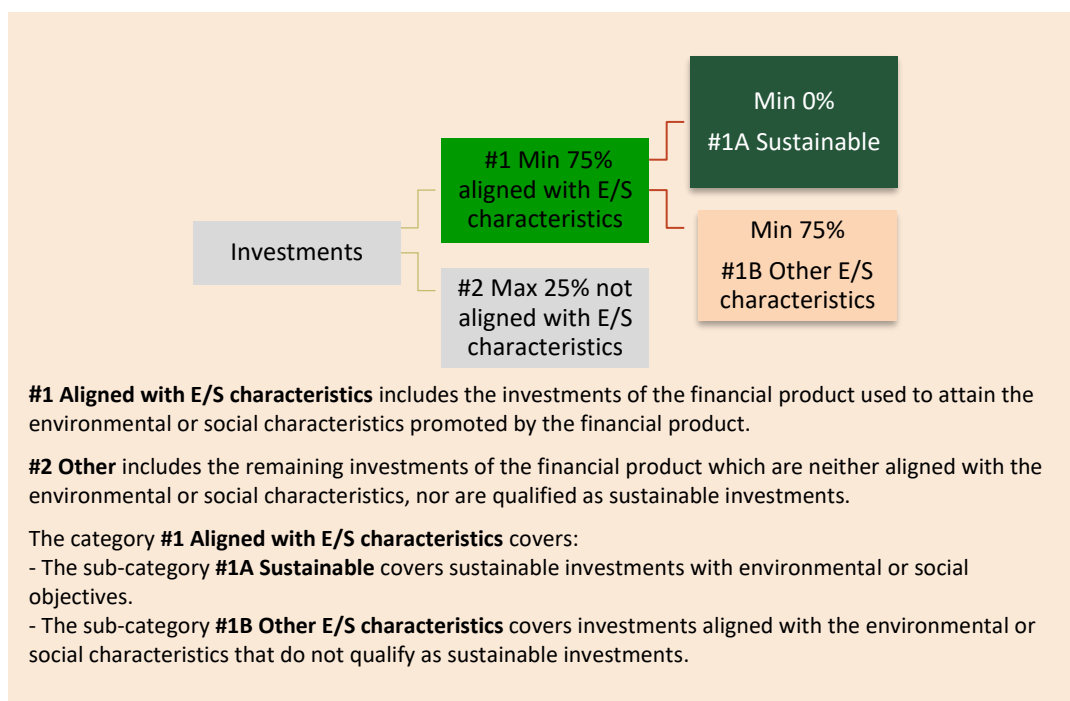 Min 0%
#1A Sustainable
#1 Min 75%
aligned with E/S
characteristics
Min 75%
#1B Other E/S
characteristics
Investments
#2 Max 25% not
aligned with E/S
characteristics
#1 Aligned with E/S characteristics includes the investments of the financial product used to attain the
environmental or social characteristics promoted by the financial product.
#2 Other includes the remaining investments of the financial product which are neither aligned with the
environmental or social characteristics, nor are qualified as sustainable investments.
The category #1 Aligned with E/S characteristics covers:
- The sub-category #1A Sustainable covers sustainable investments with environmental or social
objectives.
- The sub-category #1B Other E/S characteristics covers investments aligned with the environmental or
social characteristics that do not qualify as sustainable investments.